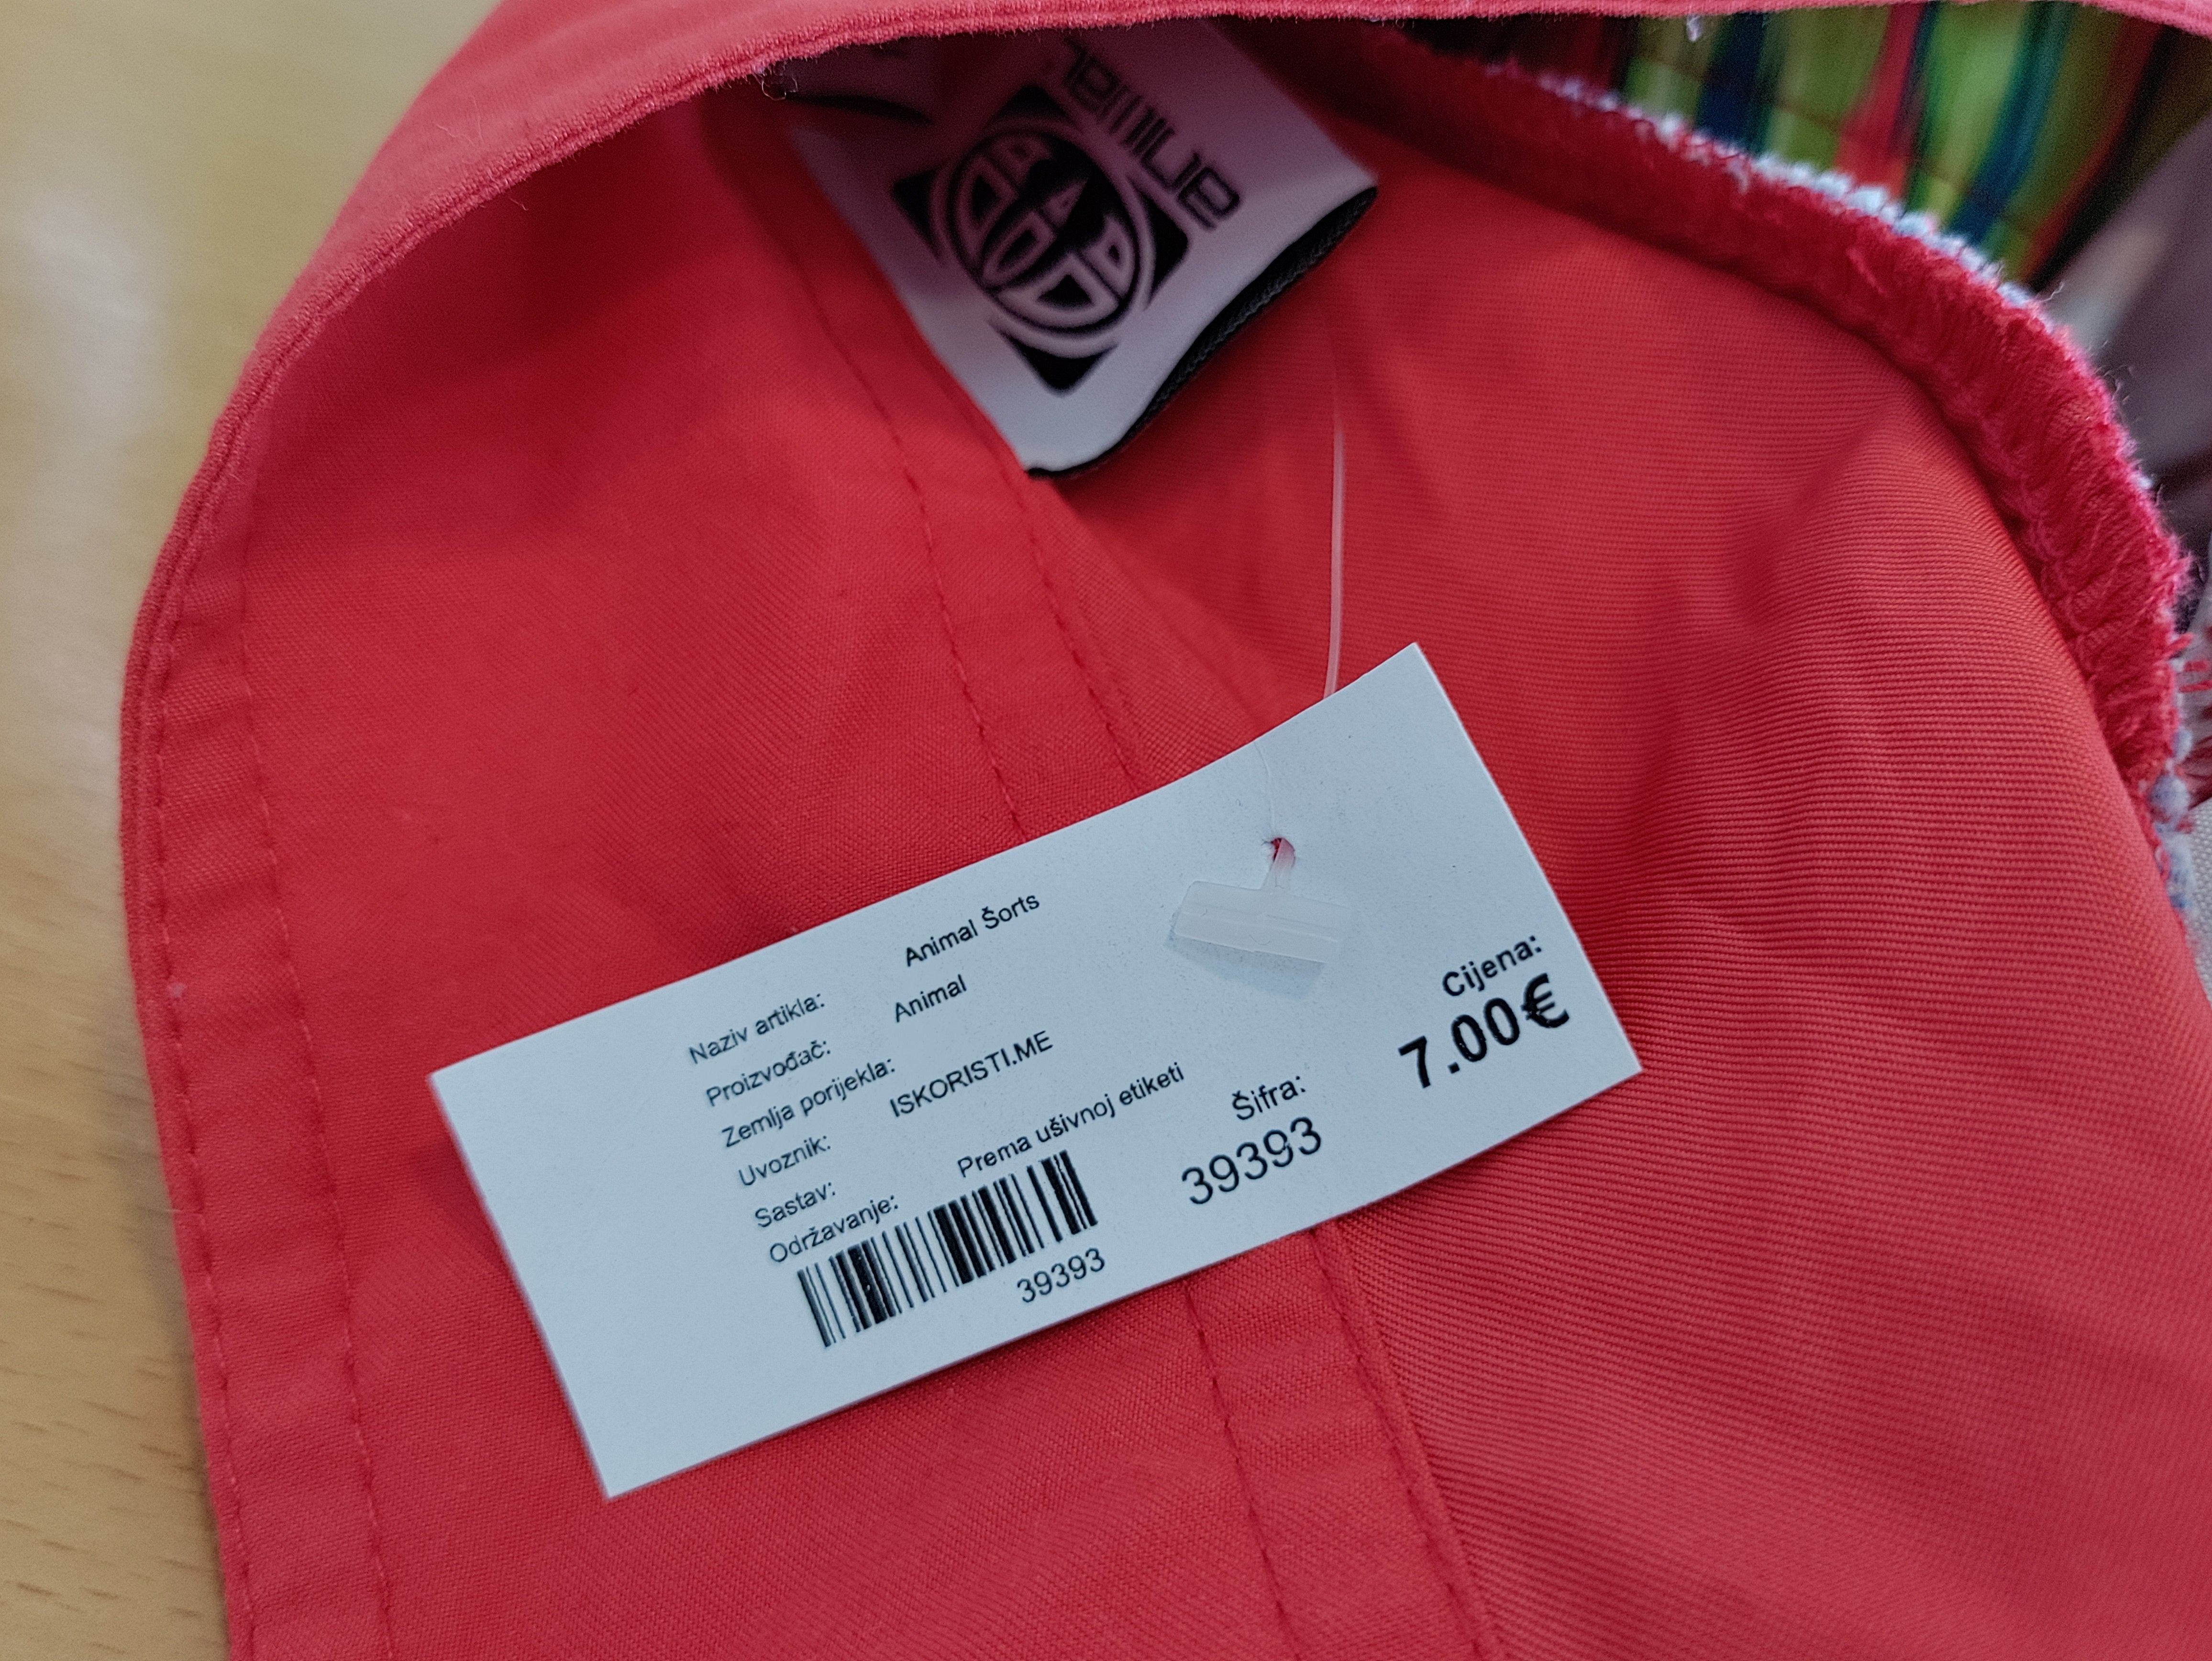 animal
Naziv artikla: Animal Šorts
Proizvođač: Animal
Zemlja porijekla:
Uvoznik: ISKORISTI.ME
Sastav:
Održavanje: Prema ušivnoj etiketi
39393
Šifra:
39393
Cijena:
7.00€